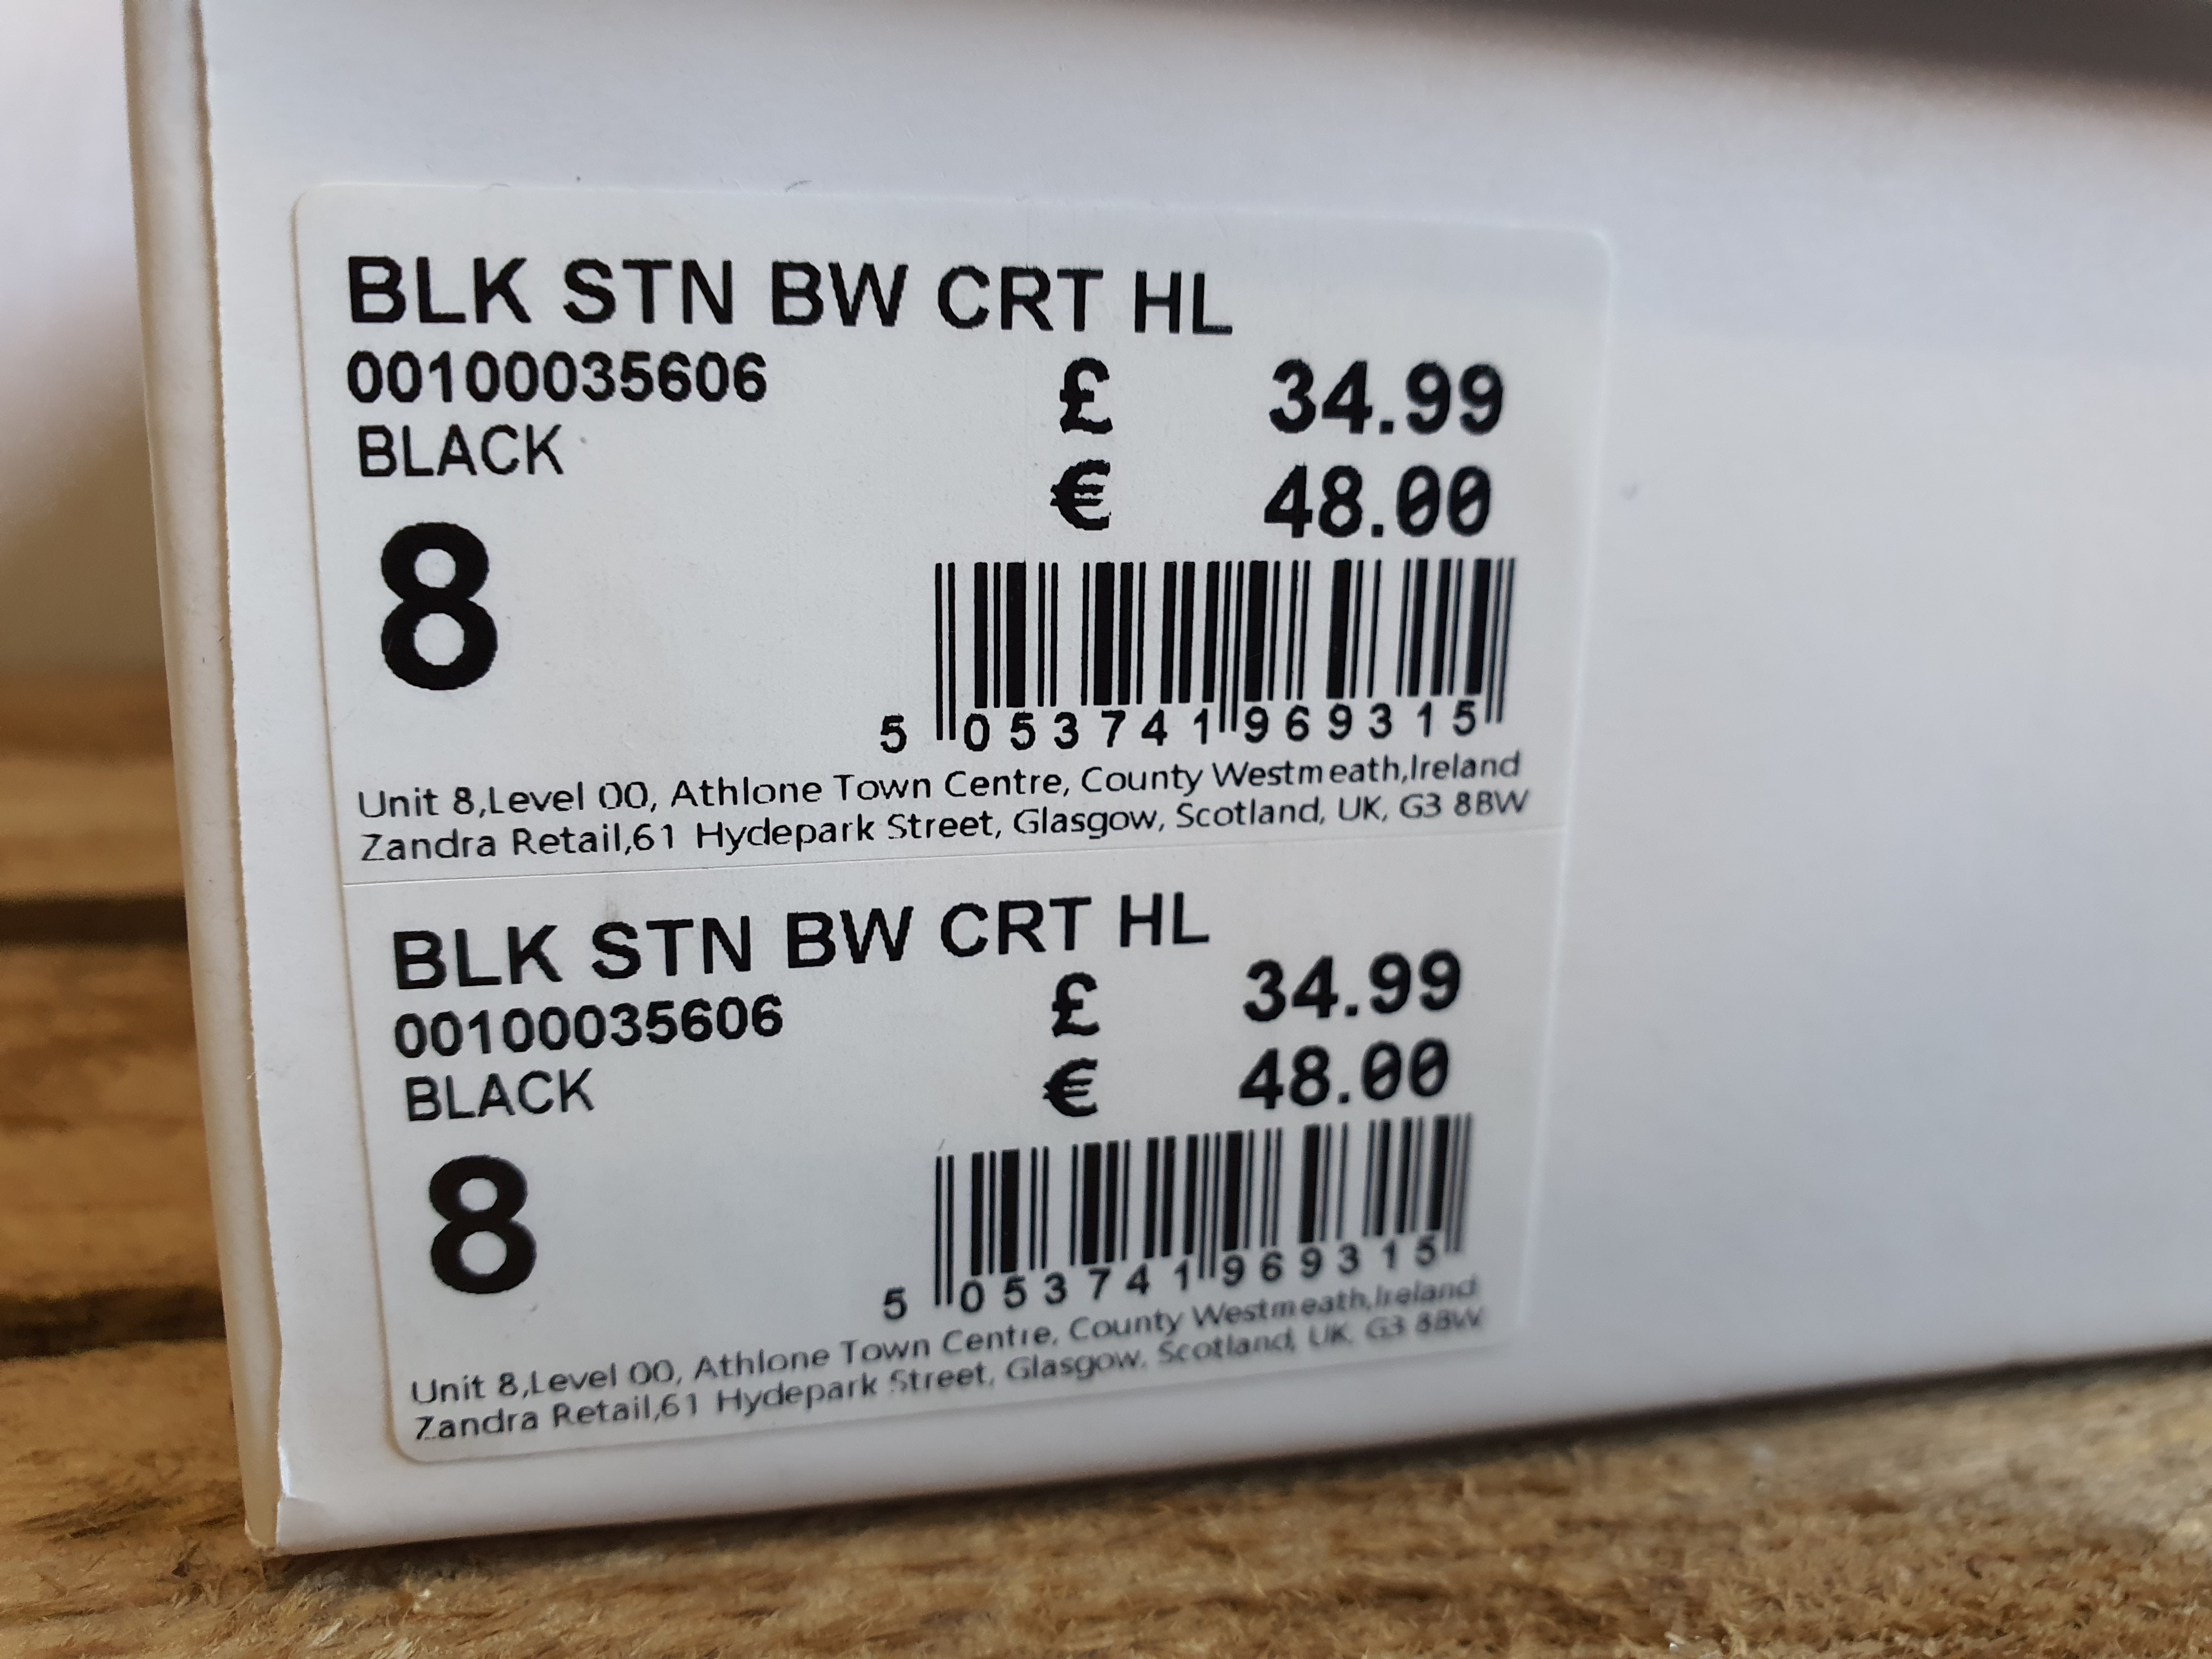 BLK STN BW CRT HL
00100035606
BLACK
£ 34.99
€ 48.00
8
5 053741 969315
Unit 8,Level 00, Athlone Town Centre, County Westmeath,Ireland
Zandra Retail,61 Hydepark Street, Glasgow, Scotland, UK, G3 8BW
BLK STN BW CRT HL
00100035606
BLACK
£ 34.99
€ 48.00
8
5 053741 969315
Unit 8,Level 00, Athlone Town Centre, County Westmeath,Ireland
Zandra Retail,61 Hydepark Street, Glasgow, Scotland, UK, G3 8BW